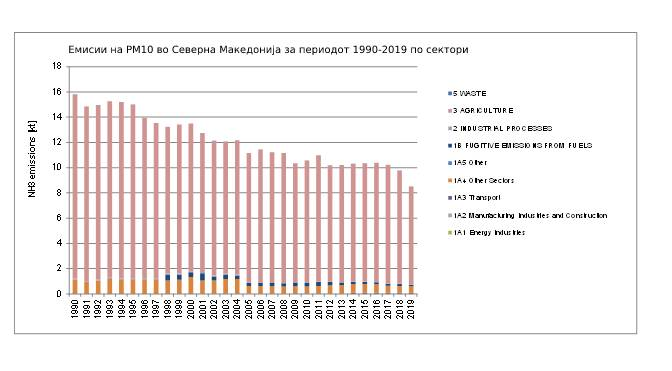 Емисии на PM10 во Северна Македонија за периодот 1990-2019 по сектори
18
16
14
12
10
8
6
4
2
0
NH3 emissions [kt]
1990 1991 1992 1993 1994 1995 1996 1997 1998 1999 2000 2001 2002 2003 2004 2005 2006 2007 2008 2009 2010 2011 2012 2013 2014 2015 2016 2017 2018 2019
5 WASTE
3 AGRICULTURE
2 INDUSTRIAL PROCESSES
1B FUGITIVE EMISSIONS FROM FUELS
1A5 Other
1A4 Other Sectors
1A3 Transport
1A2 Manufacturing Industries and Construction
1A1 Energy Industries